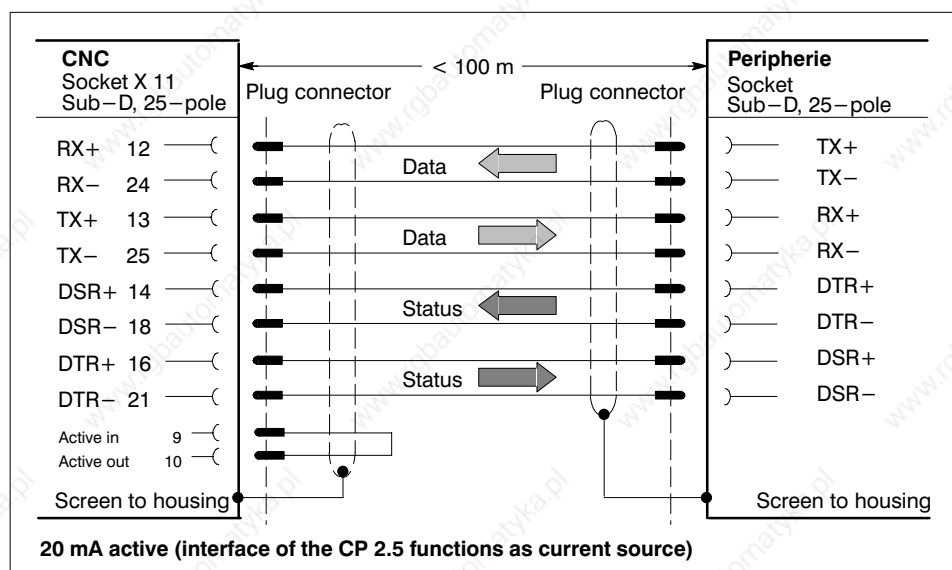 CNC
Socket X 11
Sub−D, 25−pole
< 100 m
Peripherie
Socket
Sub−D, 25−pole
Plug connector
Plug connector
RX+ 12
TX+
Data
RX− 24
TX−
TX+ 13
RX+
Data
TX− 25
RX−
DSR+ 14
DTR+
Status
DSR− 18
DTR−
DTR+ 16
DSR+
Status
DTR− 21
DSR−
Active in 9
Active out 10
Screen to housing
Screen to housing
20 mA active (interface of the CP 2.5 functions as current source)
www.rgbautomatyka.pl